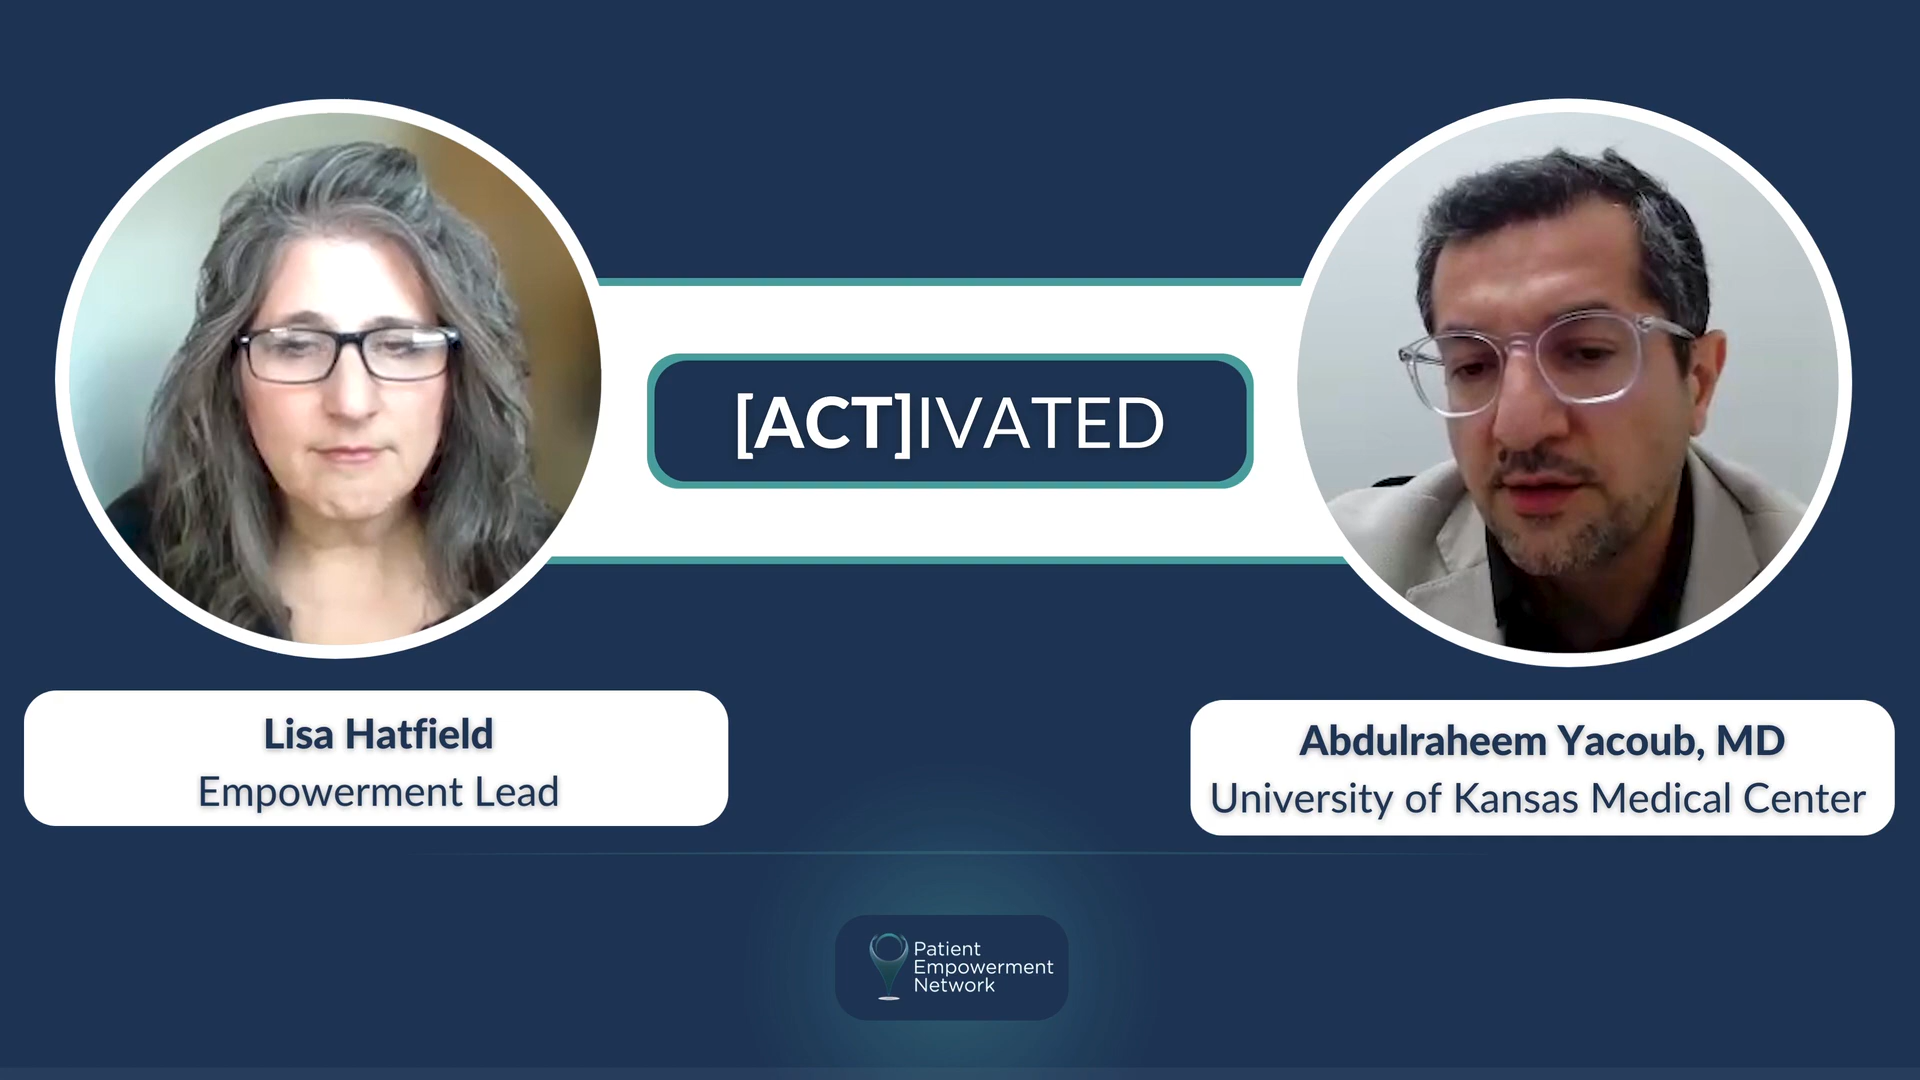 [ACT]IVATED
Lisa Hatfield
Empowerment Lead
Abdulraheem Yacoub, MD
University of Kansas Medical Center
Patient
Empowerment
Network